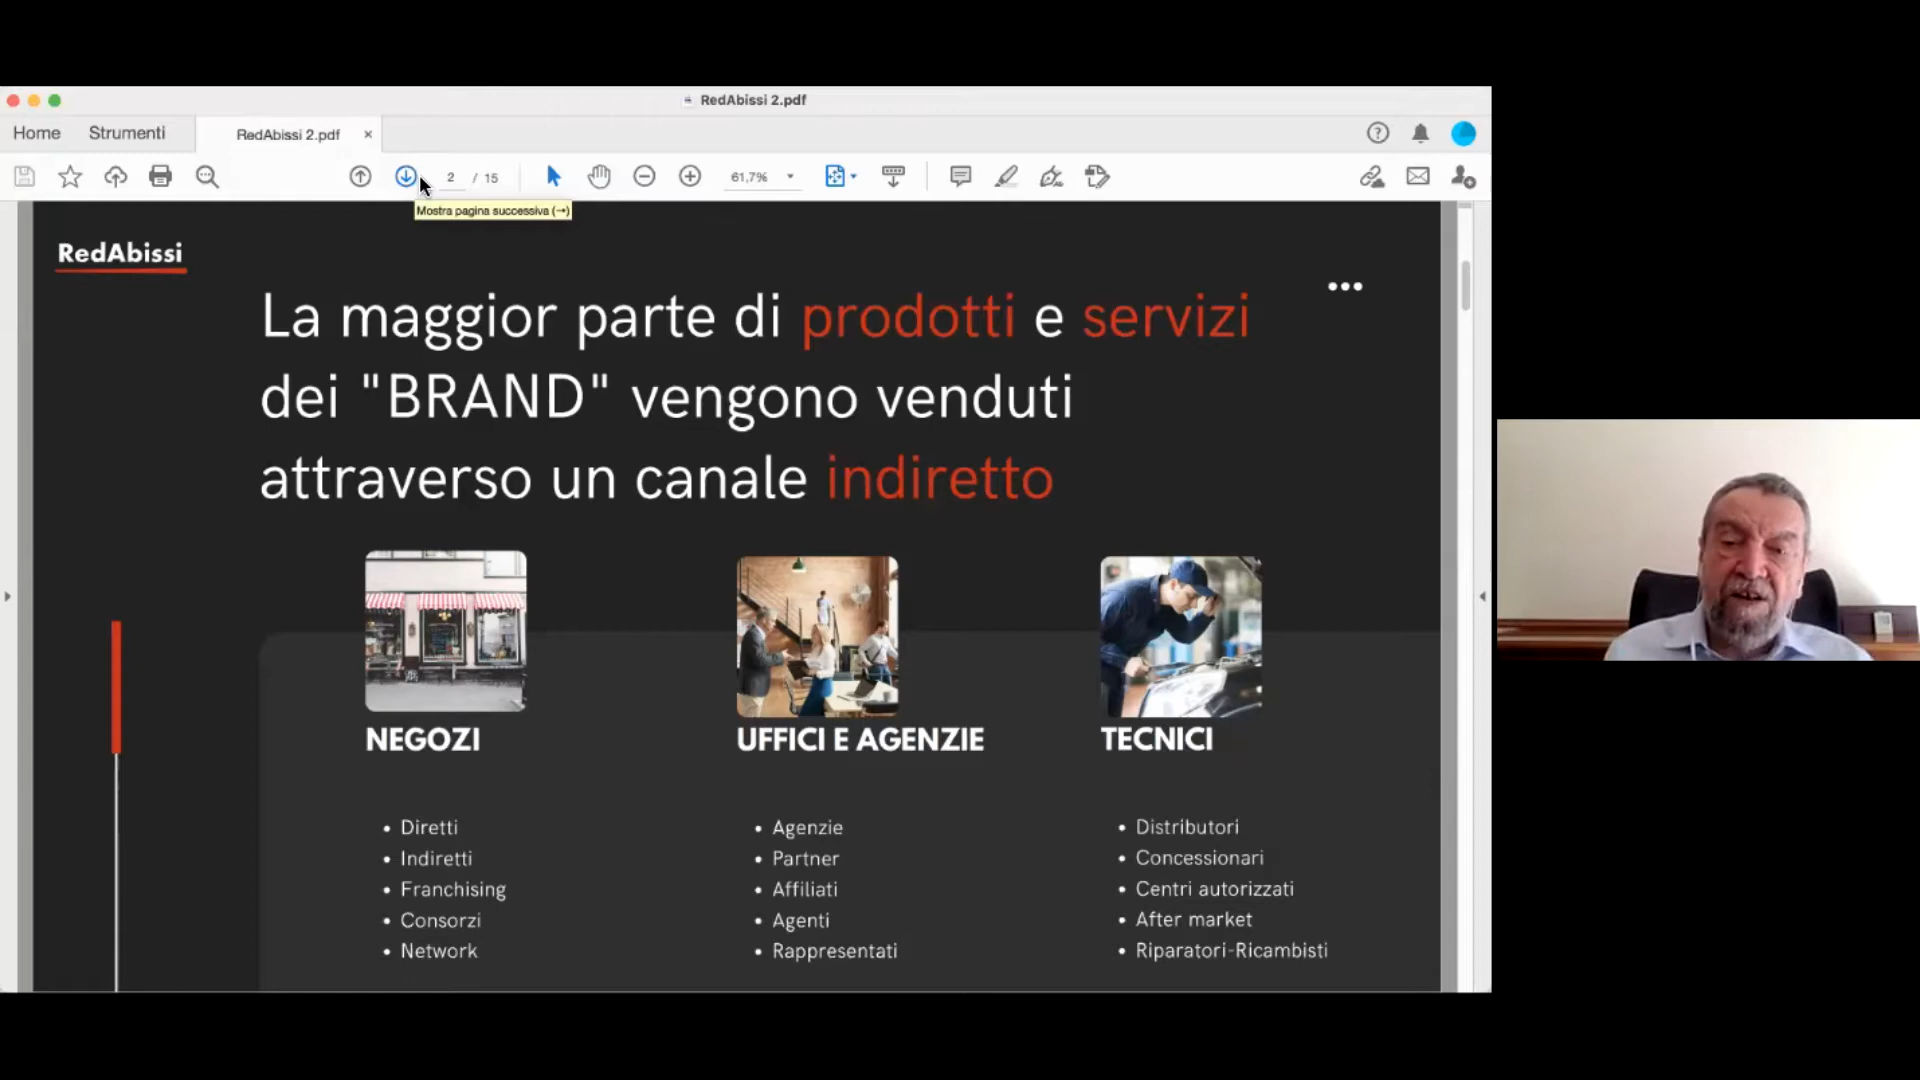 RedAbissi 2.pdf
Home
Strumenti
RedAbissi 2.pdf
2 / 15
61,7%
Mostra pagina successiva (→)
RedAbissi
La maggior parte di prodotti e servizi
dei "BRAND" vengono venduti
attraverso un canale indiretto
NEGOZI
• Diretti
• Indiretti
• Franchising
• Consorzi
• Network
UFFICI E AGENZIE
• Agenzie
• Partner
• Affiliati
• Agenti
• Rappresentati
TECNICI
• Distributori
• Concessionari
• Centri autorizzati
• After market
• Riparatori-Ricambisti